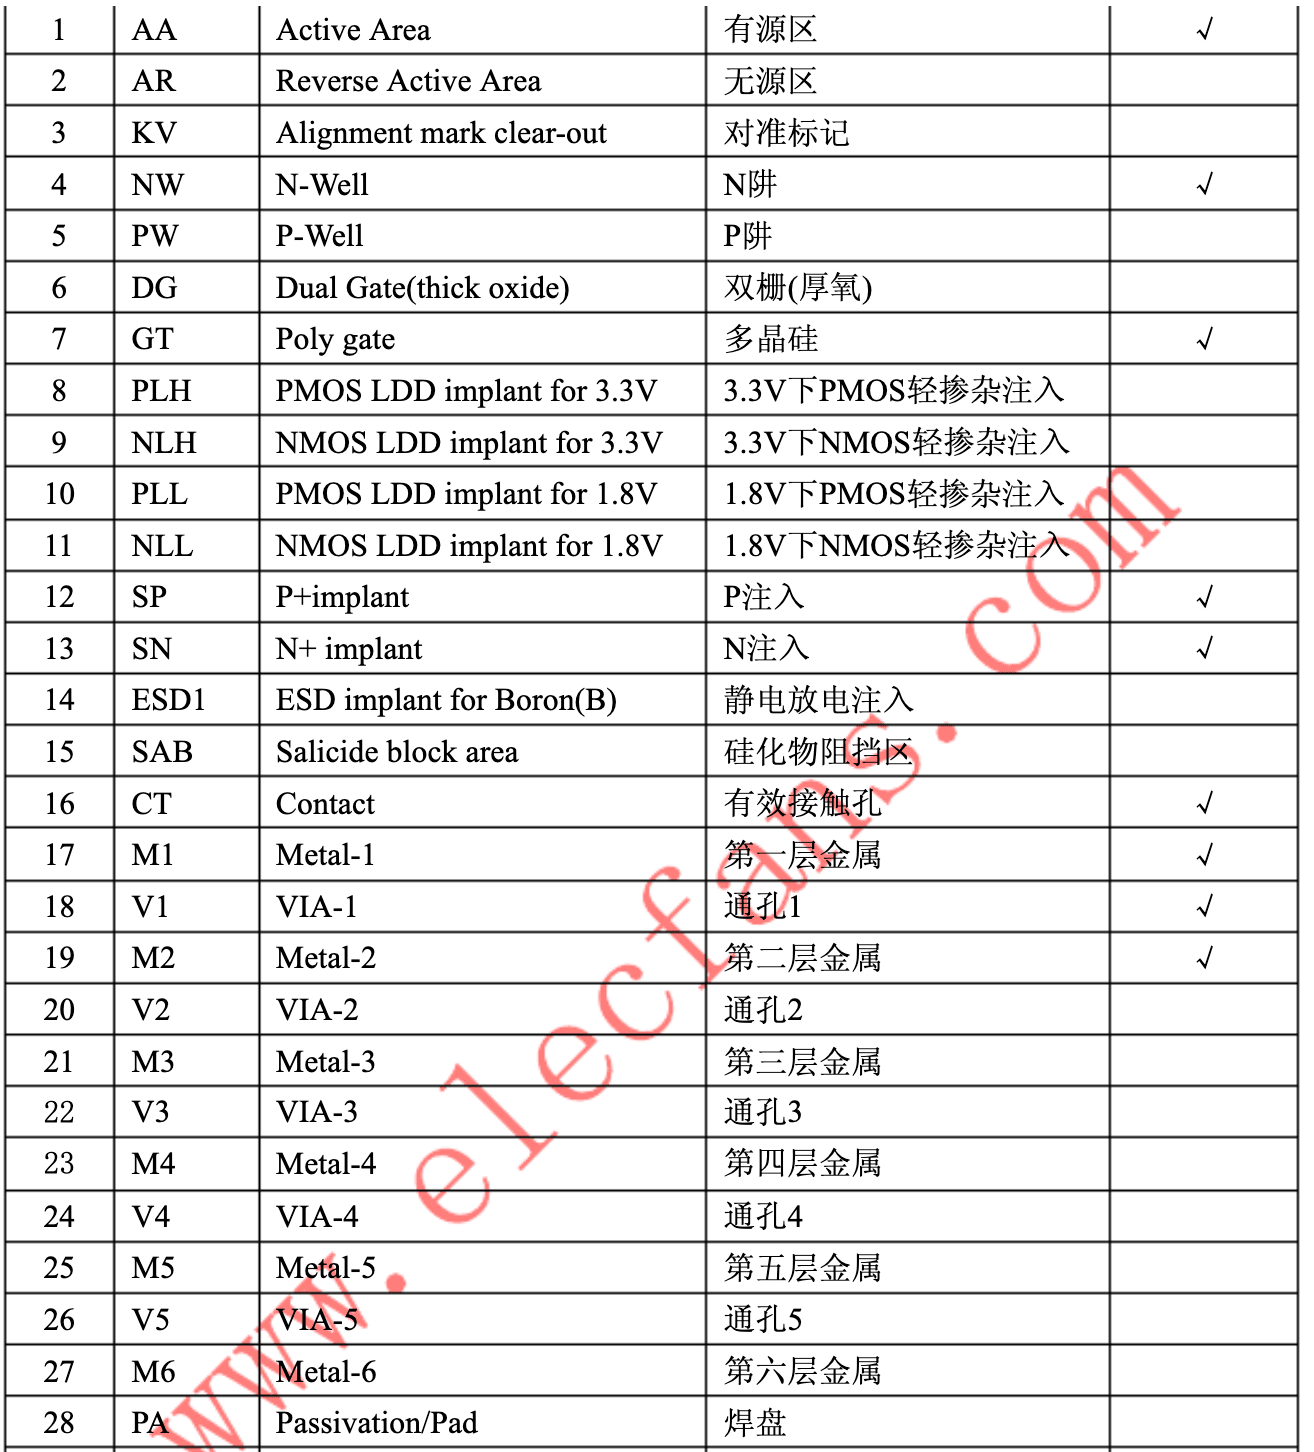 1 AA Active Area 有源区 √
2 AR Reverse Active Area 无源区
3 KV Alignment mark clear-out 对准标记
4 NW N-Well N阱 √
5 PW P-Well P阱
6 DG Dual Gate(thick oxide) 双栅(厚氧)
7 GT Poly gate 多晶硅 √
8 PLH PMOS LDD implant for 3.3V 3.3V下PMOS轻掺杂注入
9 NLH NMOS LDD implant for 3.3V 3.3V下NMOS轻掺杂注入
10 PLL PMOS LDD implant for 1.8V 1.8V下PMOS轻掺杂注入
11 NLL NMOS LDD implant for 1.8V 1.8V下NMOS轻掺杂注入
12 SP P+implant P注入 √
13 SN N+ implant N注入 √
14 ESD1 ESD implant for Boron(B) 静电放电注入
15 SAB Salicide block area 硅化物阻挡区
16 CT Contact 有效接触孔 √
17 M1 Metal-1 第一层金属 √
18 V1 VIA-1 通孔1 √
19 M2 Metal-2 第二层金属 √
20 V2 VIA-2 通孔2
21 M3 Metal-3 第三层金属
22 V3 VIA-3 通孔3
23 M4 Metal-4 第四层金属
24 V4 VIA-4 通孔4
25 M5 Metal-5 第五层金属
26 V5 VIA-5 通孔5
27 M6 Metal-6 第六层金属
28 PA Passivation/Pad 焊盘
www.elecfans.com